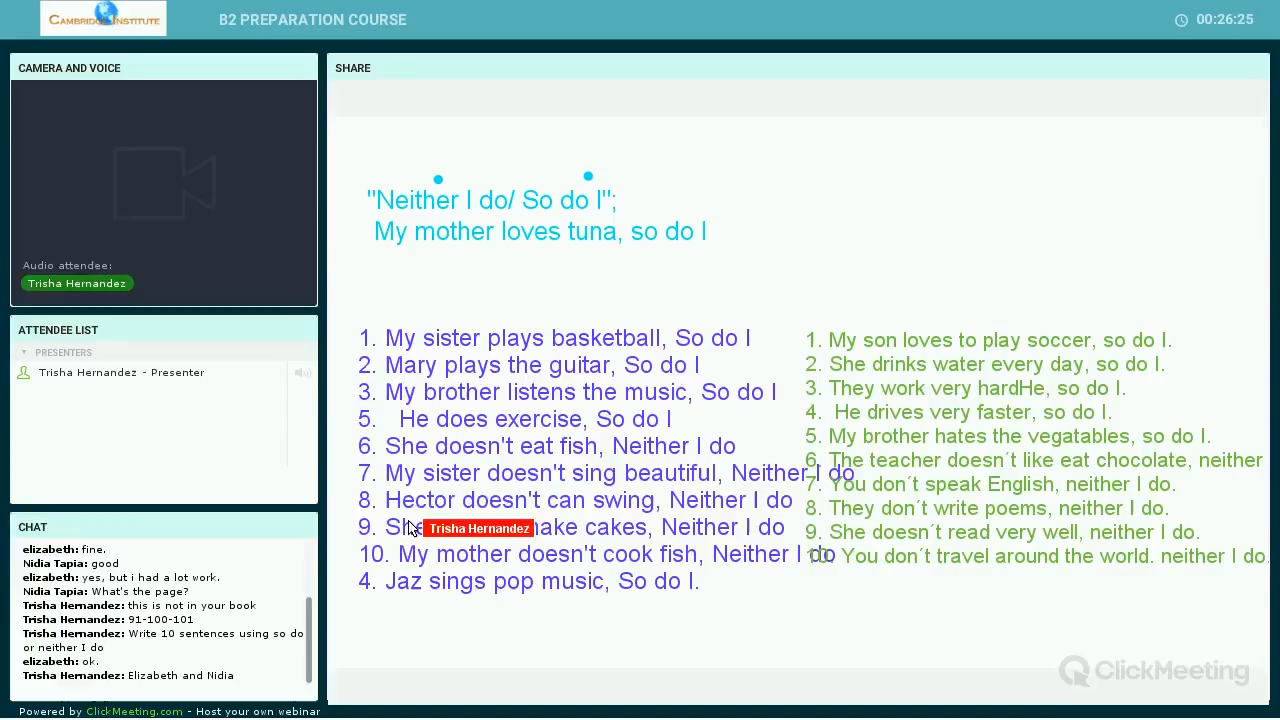 CAMBRIDGE INSTITUTE
B2 PREPARATION COURSE
00:26:25
CAMERA AND VOICE
Audio attendee:
Trisha Hernandez
ATTENDEE LIST
PRESENTERS
Trisha Hernandez - Presenter
CHAT
elizabeth: fine.
Nidia Tapia: good
elizabeth: yes, but i had a lot work.
Nidia Tapia: What's the page?
Trisha Hernandez: this is not in your book
Trisha Hernandez: 91-100-101
Trisha Hernandez: Write 10 sentences using so do
or neither I do
elizabeth: ok.
Trisha Hernandez: Elizabeth and Nidia
SHARE
"Neither I do/ So do I";
My mother loves tuna, so do I
1. My sister plays basketball, So do I
2. Mary plays the guitar, So do I
3. My brother listens the music, So do I
5. He does exercise, So do I
6. She doesn't eat fish, Neither I do
7. My sister doesn't sing beautiful, Neither I do
8. Hector doesn't can swing, Neither I do
9. She make cakes, Neither I do
Trisha Hernandez
10. My mother doesn't cook fish, Neither I do
4. Jaz sings pop music, So do I.
1. My son loves to play soccer, so do I.
2. She drinks water every day, so do I.
3. They work very hardHe, so do I.
4. He drives very faster, so do I.
5. My brother hates the vegatables, so do I.
6. The teacher doesn´t like eat chocolate, neither
7. You don´t speak English, neither I do.
8. They don´t write poems, neither I do.
9. She doesn´t read very well, neither I do.
10. You don´t travel around the world. neither I do.
ClickMeeting
Powered by ClickMeeting.com - Host your own webinar